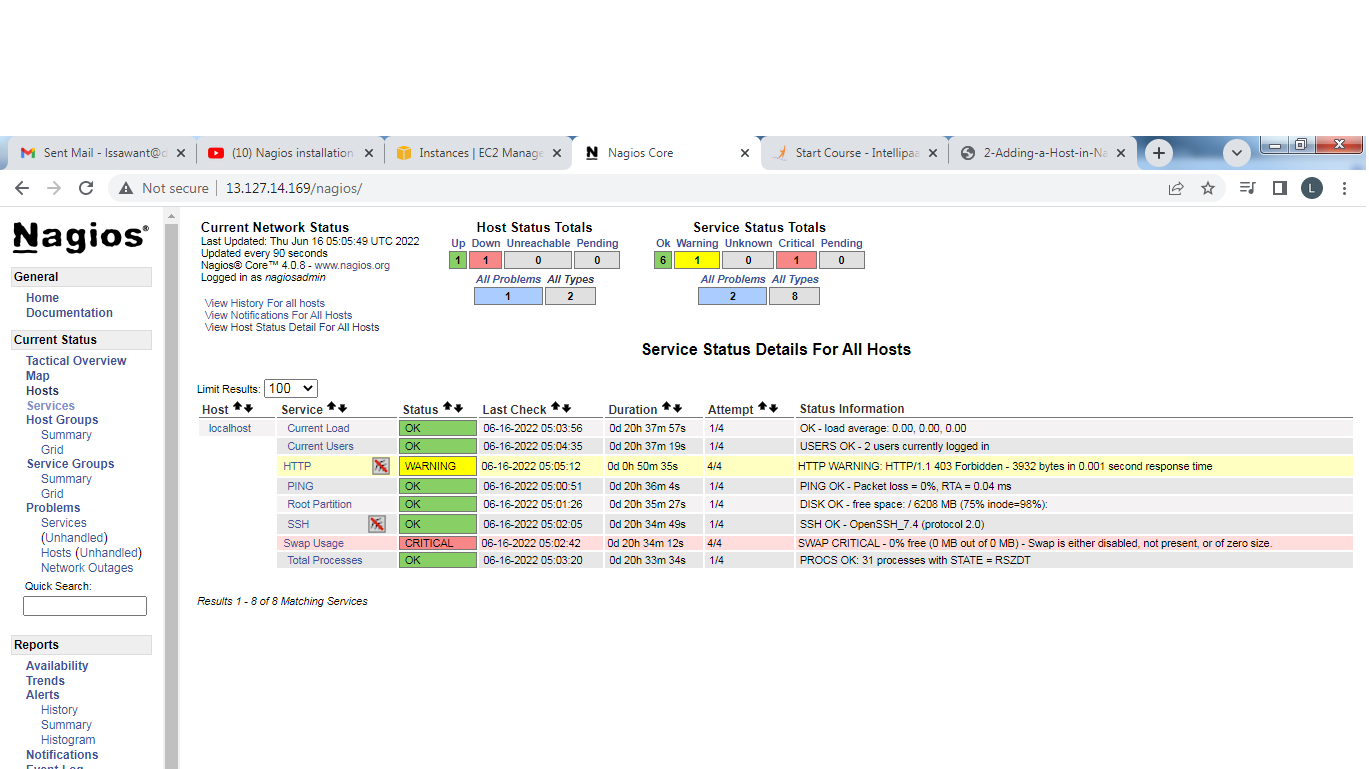 Sent Mail - lssawant@c
(10) Nagios installation
Instances | EC2 Manage
Nagios Core
Start Course - Intellipaa
2-Adding-a-Host-in-Na
Not secure
13.127.14.169/nagios/
L
Nagios®
General
Home
Documentation
Current Status
Tactical Overview
Map
Hosts
Services
Host Groups
Summary
Grid
Service Groups
Summary
Grid
Problems
Services
(Unhandled)
Hosts (Unhandled)
Network Outages
Quick Search:
Reports
Availability
Trends
Alerts
History
Summary
Histogram
Notifications
Event Log
Current Network Status
Last Updated: Thu Jun 16 05:05:49 UTC 2022
Updated every 90 seconds
Nagios® Core™ 4.0.8 - www.nagios.org
Logged in as nagiosadmin
View History For all hosts
View Notifications For All Hosts
View Host Status Detail For All Hosts
Host Status Totals
Up Down Unreachable Pending
1 1 0 0
All Problems All Types
1 2
Service Status Totals
Ok Warning Unknown Critical Pending
6 1 0 1 0
All Problems All Types
2 8
Service Status Details For All Hosts
Limit Results: 100
Host Service Status Last Check Duration Attempt Status Information
localhost Current Load OK 06-16-2022 05:03:56 0d 20h 37m 57s 1/4 OK - load average: 0.00, 0.00, 0.00
Current Users OK 06-16-2022 05:04:35 0d 20h 37m 19s 1/4 USERS OK - 2 users currently logged in
HTTP WARNING 06-16-2022 05:05:12 0d 0h 50m 35s 4/4 HTTP WARNING: HTTP/1.1 403 Forbidden - 3932 bytes in 0.001 second response time
PING OK 06-16-2022 05:00:51 0d 20h 36m 4s 1/4 PING OK - Packet loss = 0%, RTA = 0.04 ms
Root Partition OK 06-16-2022 05:01:26 0d 20h 35m 27s 1/4 DISK OK - free space: / 6208 MB (75% inode=98%):
SSH OK 06-16-2022 05:02:05 0d 20h 34m 49s 1/4 SSH OK - OpenSSH_7.4 (protocol 2.0)
Swap Usage CRITICAL 06-16-2022 05:02:42 0d 20h 34m 12s 4/4 SWAP CRITICAL - 0% free (0 MB out of 0 MB) - Swap is either disabled, not present, or of zero size.
Total Processes OK 06-16-2022 05:03:20 0d 20h 33m 34s 1/4 PROCS OK: 31 processes with STATE = RSZDT
Results 1 - 8 of 8 Matching Services